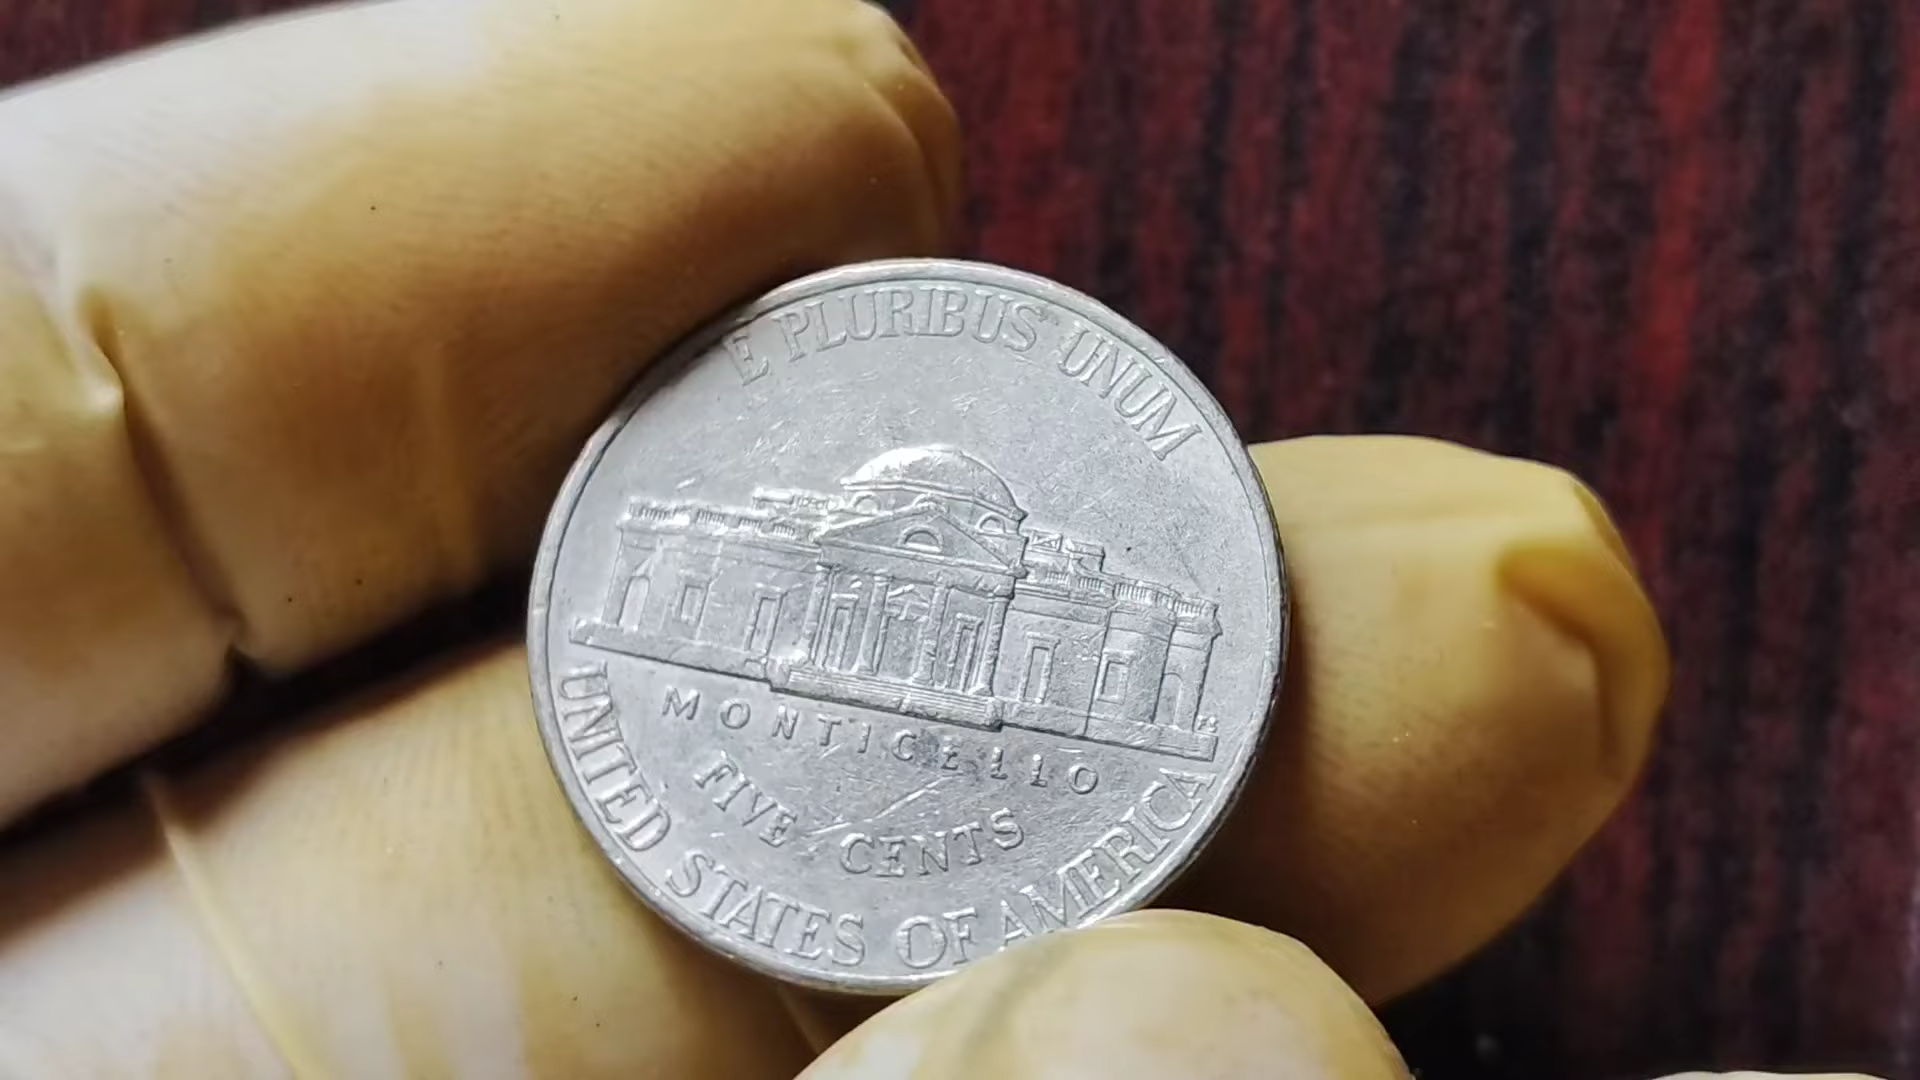 E PLURIBUS UNUM
MONTICELLO
FIVE CENTS
UNITED STATES OF AMERICA